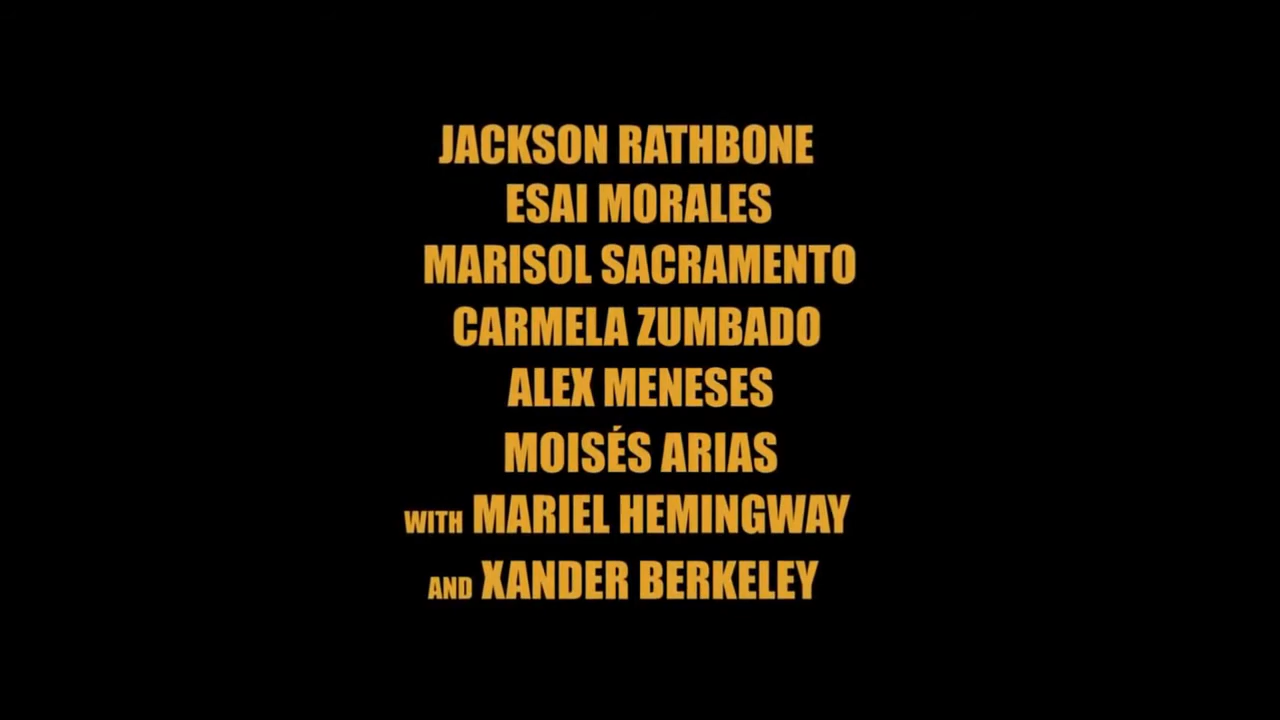 JACKSON RATHBONE
ESAI MORALES
MARISOL SACRAMENTO
CARMELA ZUMBADO
ALEX MENESES
MOISÉS ARIAS
WITH MARIEL HEMINGWAY
AND XANDER BERKELEY